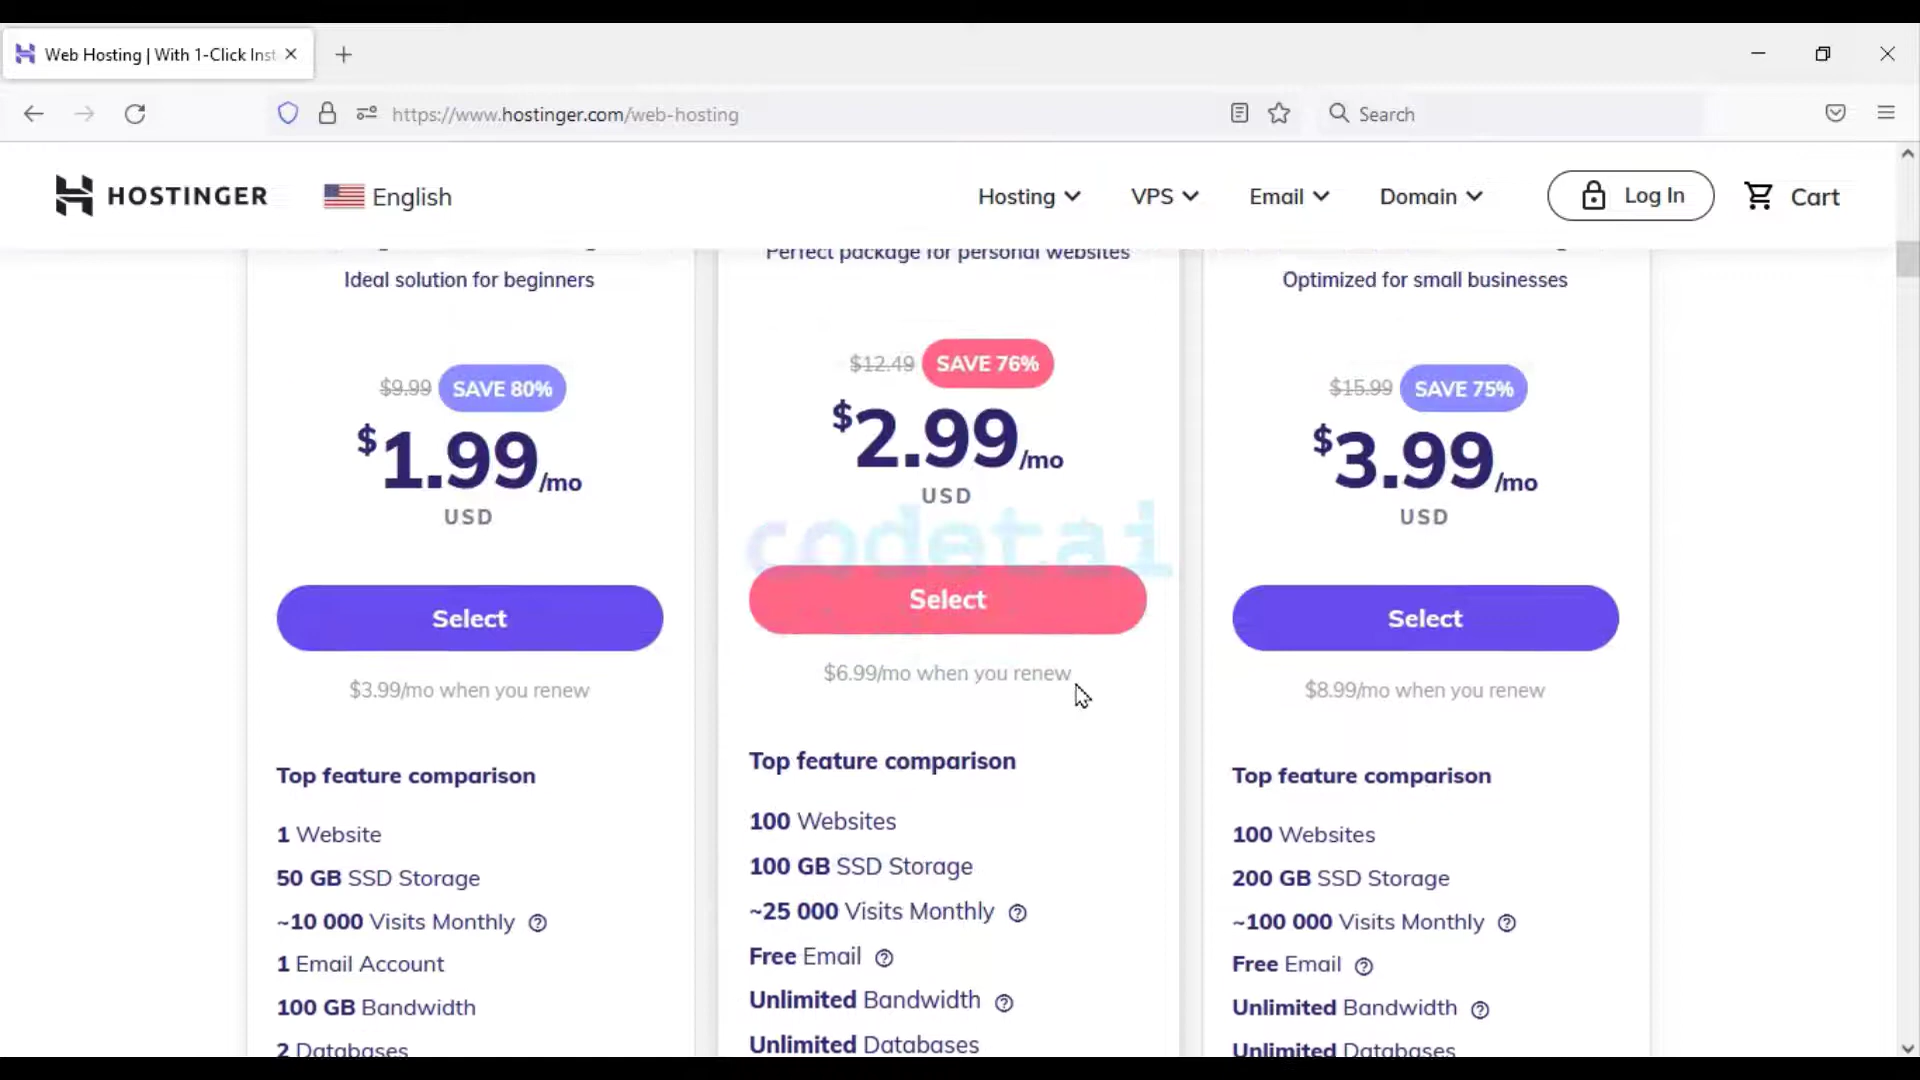 Web Hosting | With 1-Click Inst
https://www.hostinger.com/web-hosting
Search
HOSTINGER
English
Hosting
VPS
Email
Domain
Log In
Cart
Ideal solution for beginners
$9.99
SAVE 80%
$1.99/mo
USD
Select
$3.99/mo when you renew
Top feature comparison
1 Website
50 GB SSD Storage
~10 000 Visits Monthly
1 Email Account
100 GB Bandwidth
2 Databases
Perfect package for personal websites
$12.49
SAVE 76%
$2.99/mo
USD
codetai
Select
$6.99/mo when you renew
Top feature comparison
100 Websites
100 GB SSD Storage
~25 000 Visits Monthly
Free Email
Unlimited Bandwidth
Unlimited Databases
Optimized for small businesses
$15.99
SAVE 75%
$3.99/mo
USD
Select
$8.99/mo when you renew
Top feature comparison
100 Websites
200 GB SSD Storage
~100 000 Visits Monthly
Free Email
Unlimited Bandwidth
Unlimited Databases